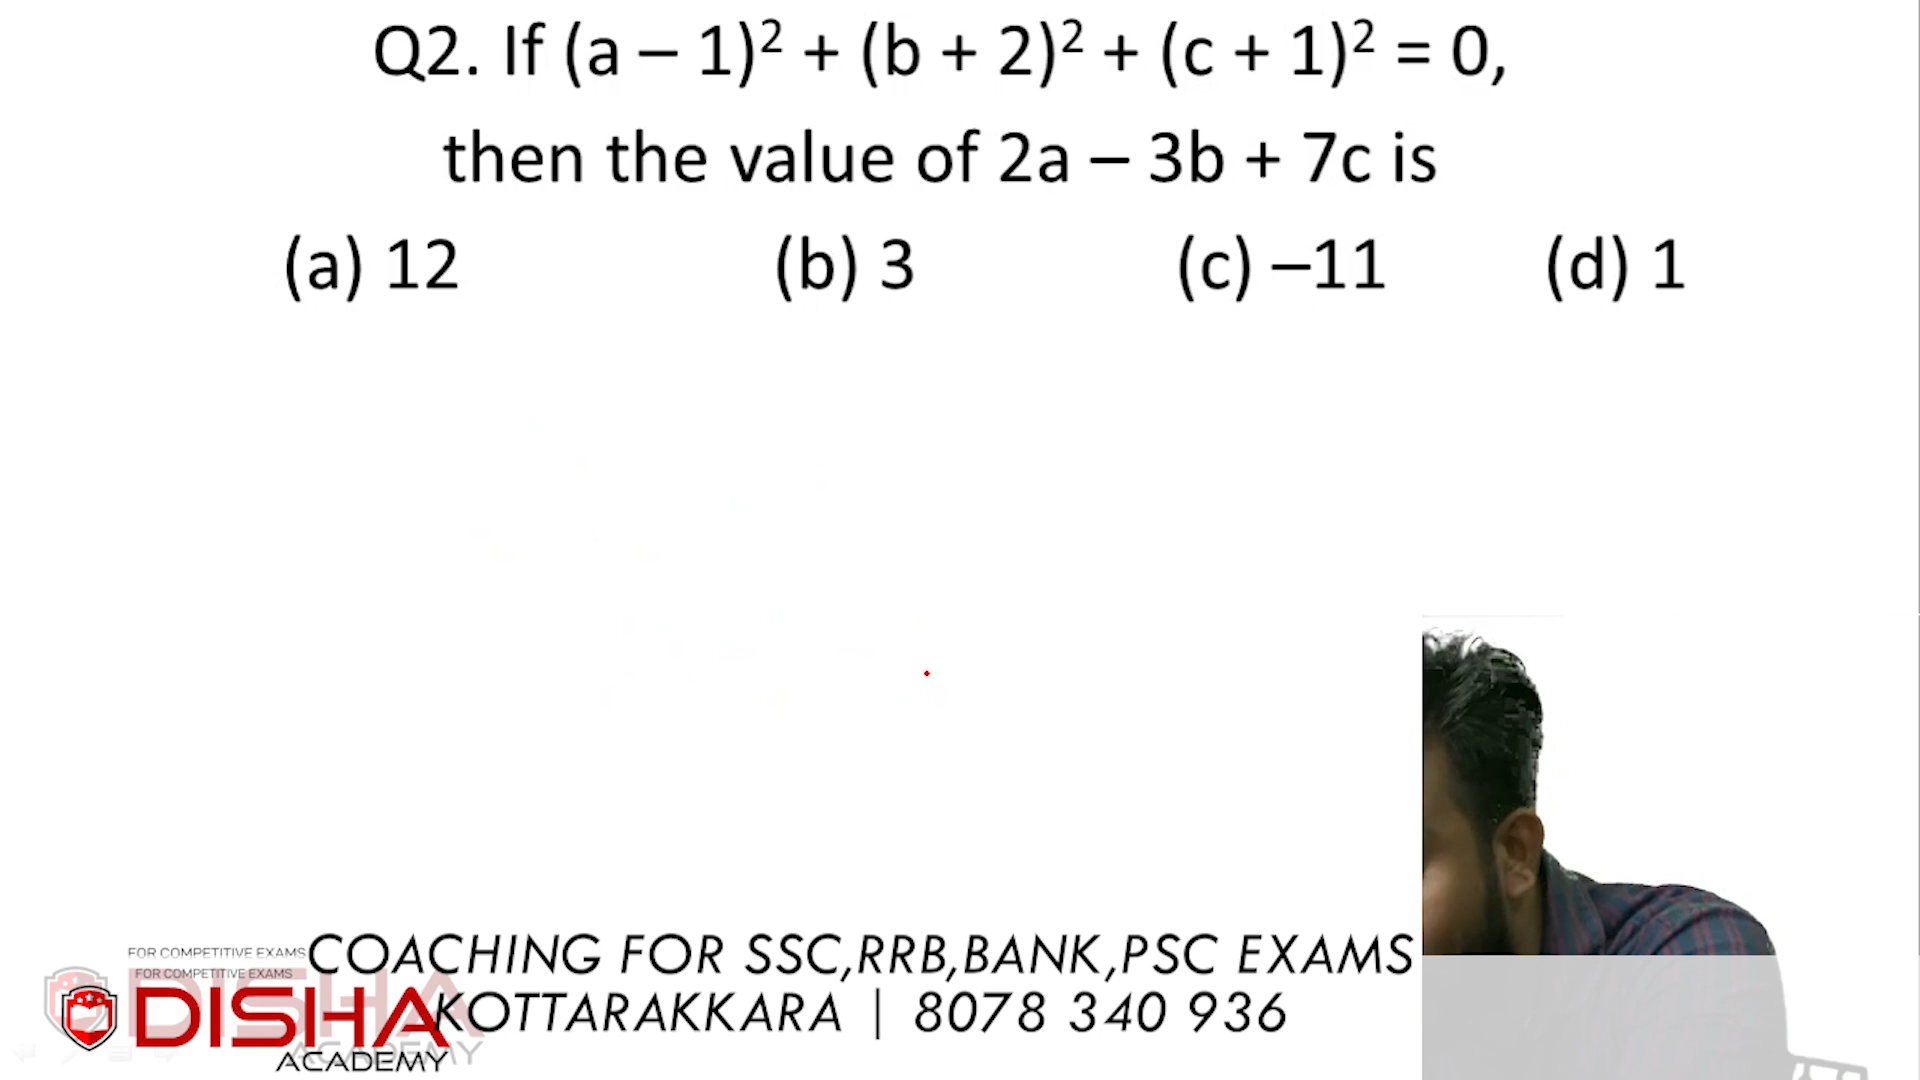 Q2. If (a – 1)² + (b + 2)² + (c + 1)² = 0,
then the value of 2a – 3b + 7c is
(a) 12 (b) 3 (c) –11 (d) 1
FOR COMPETITIVE EXAMS
FOR COMPETITIVE EXAMS
COACHING FOR SSC,RRB,BANK,PSC EXAMS
DISHA
ACADEMY
KOTTARAKKARA | 8078 340 936